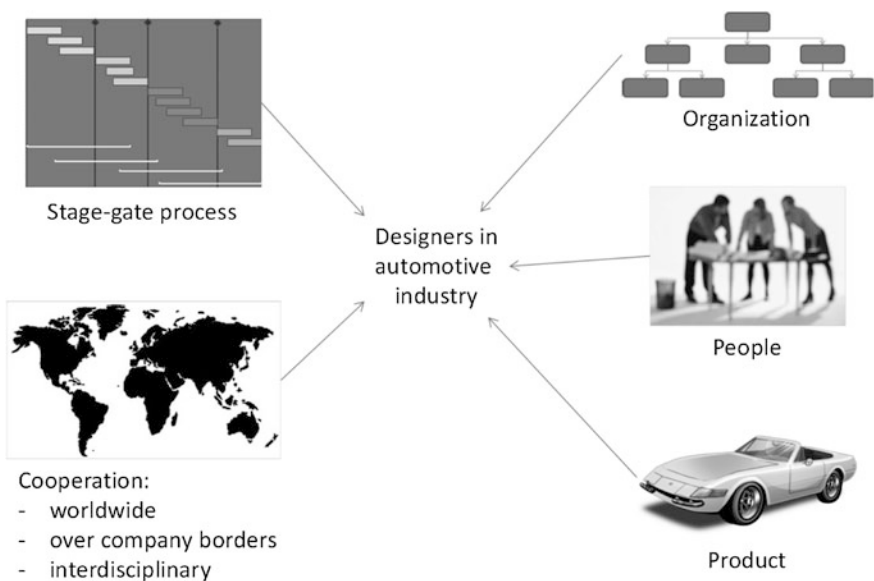 Stage-gate process
Organization
Designers in
automotive
industry
People
Cooperation:
- worldwide
- over company borders
- interdisciplinary
Product